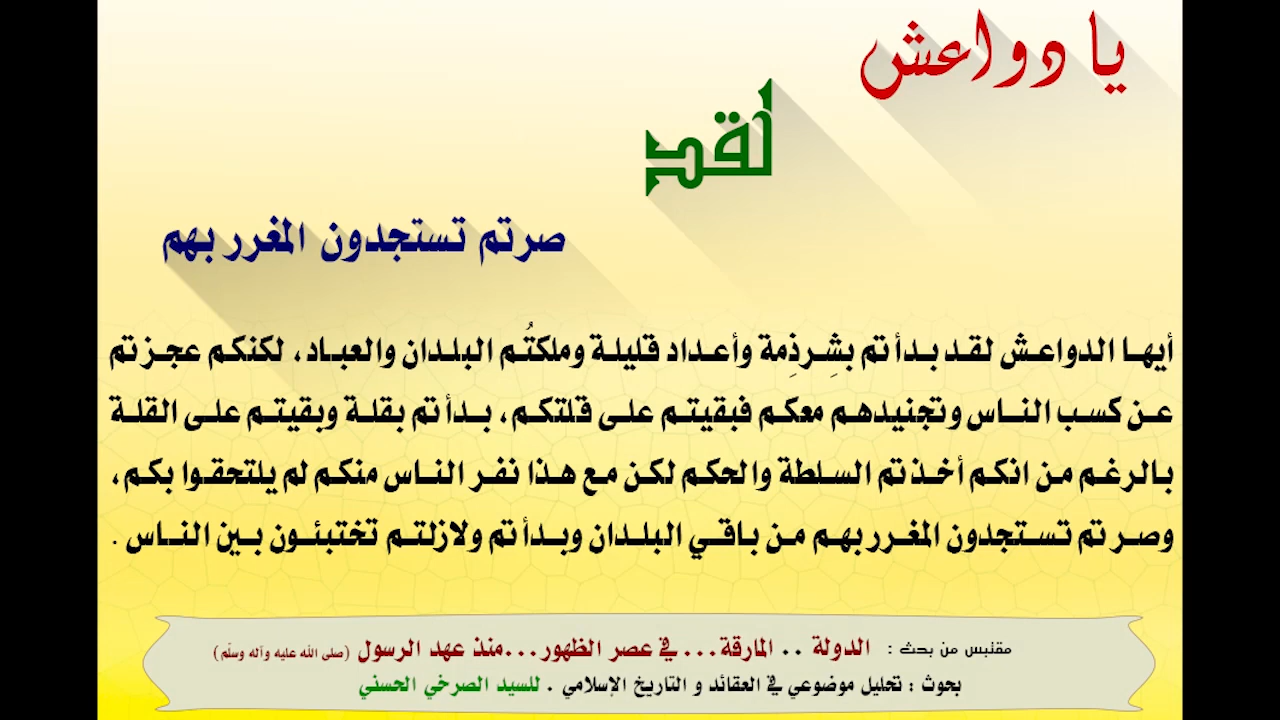 يا دواعش
لقد
صرتم تستجدون المغرر بهم
أيها الدواعش لقد بدأتم بشِرذِمة وأعداد قليلة وملكتُم البلدان والعباد، لكنكم عجزتم
عن كسب الناس وتجنيدهم معكم فبقيتم على قلتكم، بدأتم بقلة وبقيتم على القلة
بالرغم من انكم أخذتم السلطة والحكم لكن مع هذا نفر الناس منكم لم يلتحقوا بكم،
وصرتم تستجدون المغرر بهم من باقي البلدان وبدأتم ولازلتم تختبئون بين الناس .
مقتبس من بحث : الدولة .. المارقة...في عصر الظهور...منذ عهد الرسول (صلى الله عليه وآله وسلّم)
بحوث : تحليل موضوعي في العقائد و التاريخ الإسلامي . للسيد الصرخي الحسني